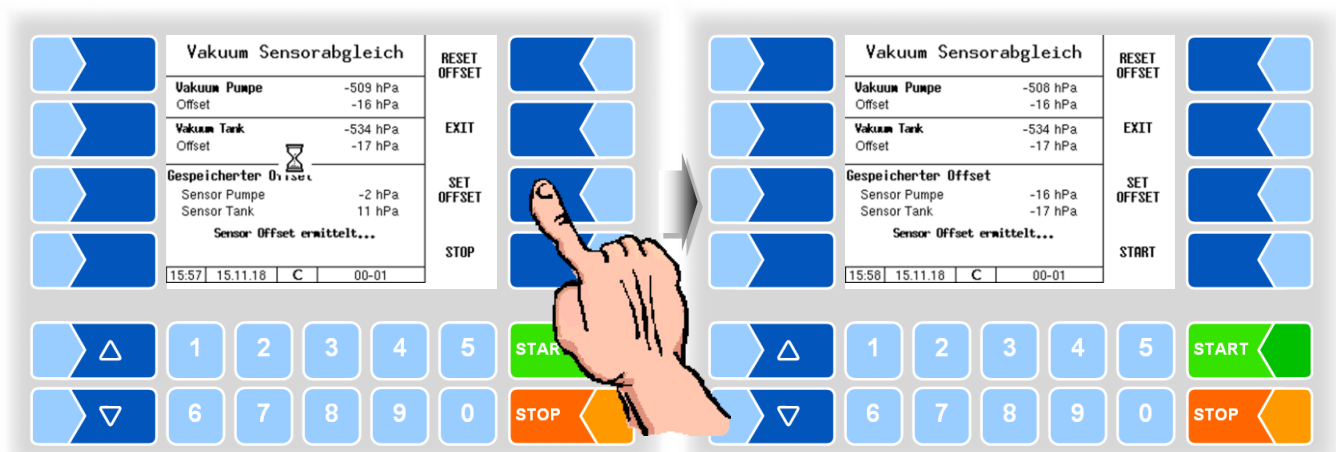 Vakuum Sensorabgleich
RESET
OFFSET
Vakuum Pumpe -509 hPa
Offset -16 hPa
Vakuum Tank -534 hPa
Offset -17 hPa
EXIT
Gespeicherter Offset
Sensor Pumpe -2 hPa
Sensor Tank 11 hPa
SET
OFFSET
Sensor Offset ermittelt...
STOP
15:57 15.11.18 C 00-01
1 2 3 4 5 STAR
6 7 8 9 0 STOP
Vakuum Sensorabgleich
RESET
OFFSET
Vakuum Pumpe -508 hPa
Offset -16 hPa
Vakuum Tank -534 hPa
Offset -17 hPa
EXIT
Gespeicherter Offset
Sensor Pumpe -16 hPa
Sensor Tank -17 hPa
SET
OFFSET
Sensor Offset ermittelt...
START
15:58 15.11.18 C 00-01
1 2 3 4 5 START
6 7 8 9 0 STOP